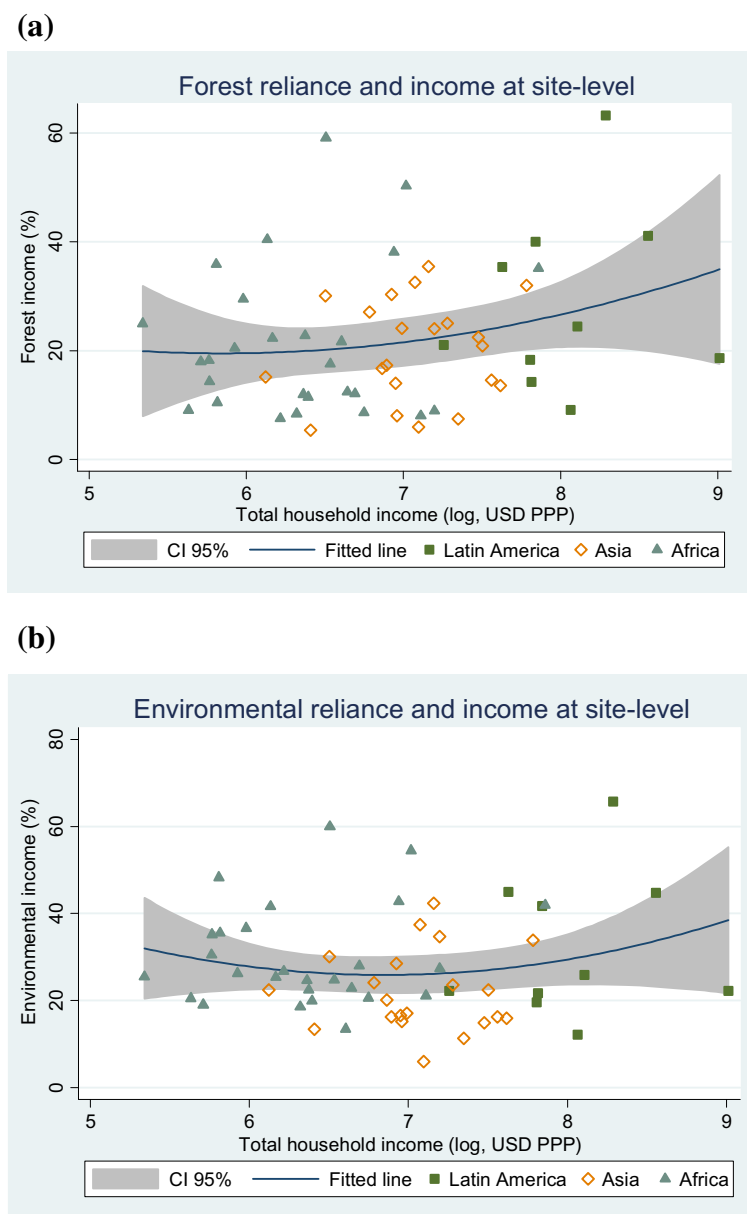 (a)
Forest reliance and income at site-level
Forest income (%)
60
40
20
0
5 6 7 8 9
Total household income (log, USD PPP)
CI 95% Fitted line Latin America Asia Africa
(b)
Environmental reliance and income at site-level
Environmental income (%)
80
60
40
20
0
5 6 7 8 9
Total household income (log, USD PPP)
CI 95% Fitted line Latin America Asia Africa